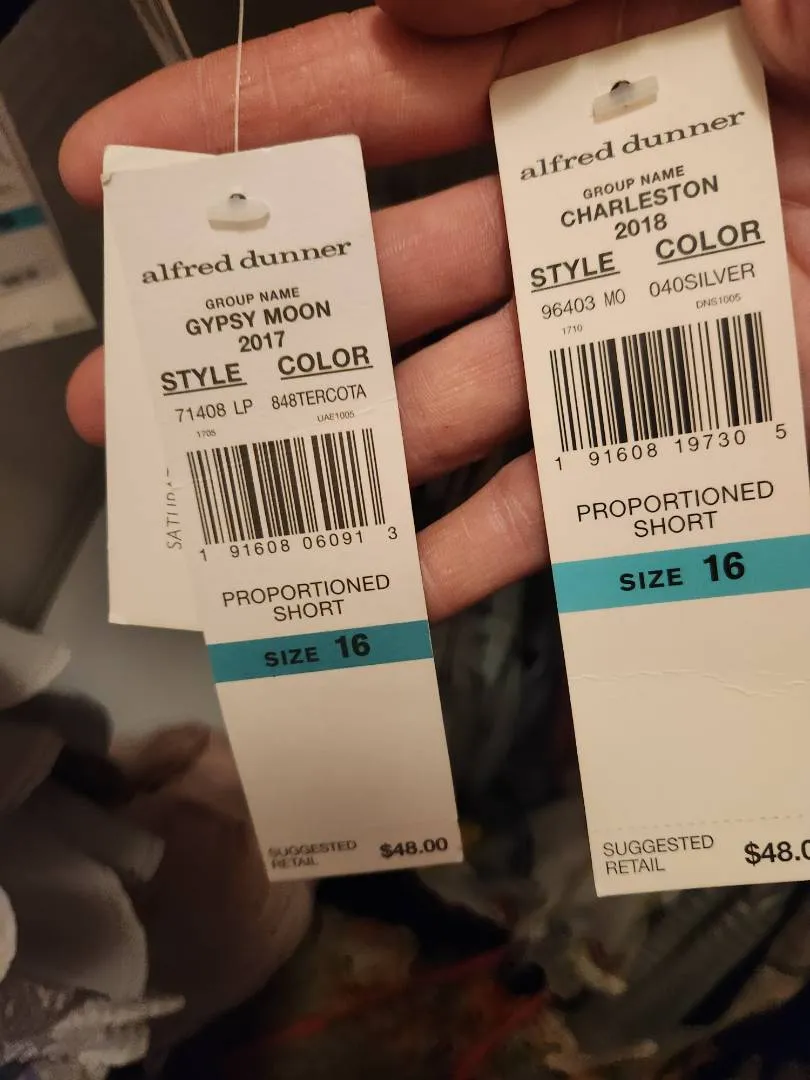 alfred dunner
GROUP NAME
GYPSY MOON
2017
STYLE COLOR
71408 LP 848TERCOTA
1705 UAE1005
1 91608 06091 3
PROPORTIONED
SHORT
SIZE 16
SUGGESTED
RETAIL $48.00
alfred dunner
GROUP NAME
CHARLESTON
2018
STYLE COLOR
96403 MO 040SILVER
1710 DNS1005
1 91608 19730 5
PROPORTIONED
SHORT
SIZE 16
SUGGESTED
RETAIL $48.0